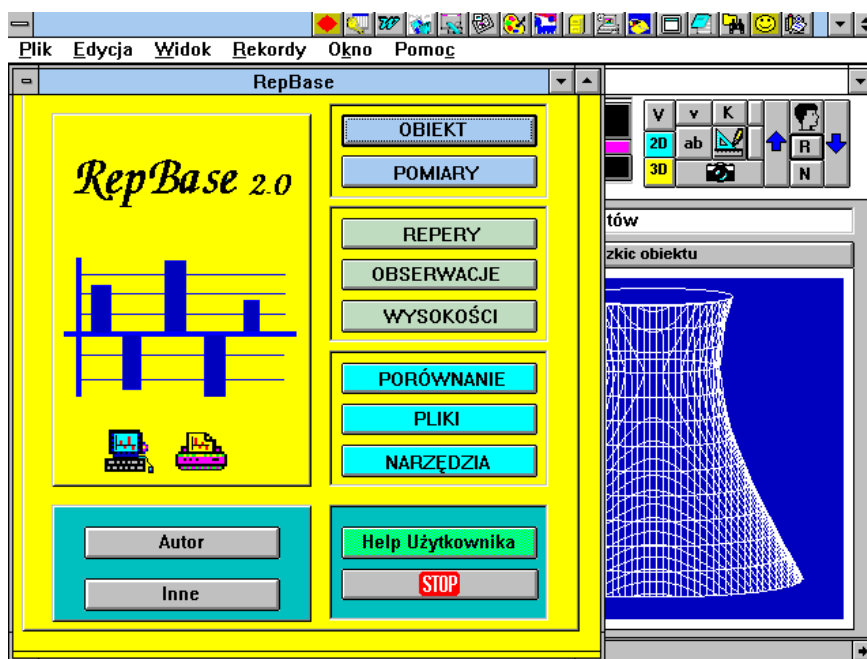 Plik Edycja Widok Rekordy Okno Pomoc
RepBase
RepBase 2.0
OBIEKT
POMIARY
REPERY
OBSERWACJE
WYSOKOŚCI
PORÓWNANIE
PLIKI
NARZĘDZIA
Autor
Inne
Help Użytkownika
STOP
V v K
2D ab R
3D N
tów
zkic obiektu